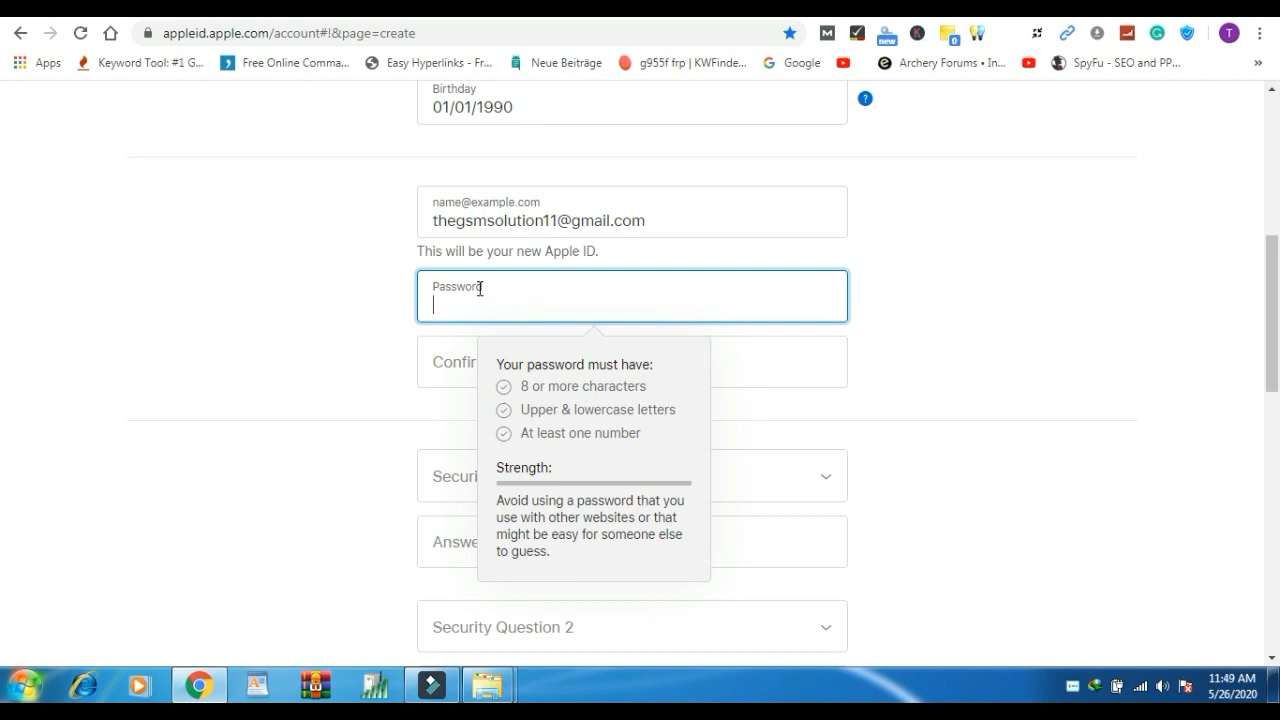 appleid.apple.com/account#!&page=create
new
0
T
Apps
Keyword Tool: #1 G...
Free Online Comma...
Easy Hyperlinks - Fr...
Neue Beiträge
g955f frp | KWFinde...
Google
Archery Forums • In...
SpyFu - SEO and PP...
»
Birthday
01/01/1990
?
name@example.com
thegsmsolution11@gmail.com
This will be your new Apple ID.
Password
Confir
Your password must have:
8 or more characters
Upper & lowercase letters
At least one number
Strength:
Avoid using a password that you
use with other websites or that
might be easy for someone else
to guess.
Securi
Answe
Security Question 2
11:49 AM
5/26/2020